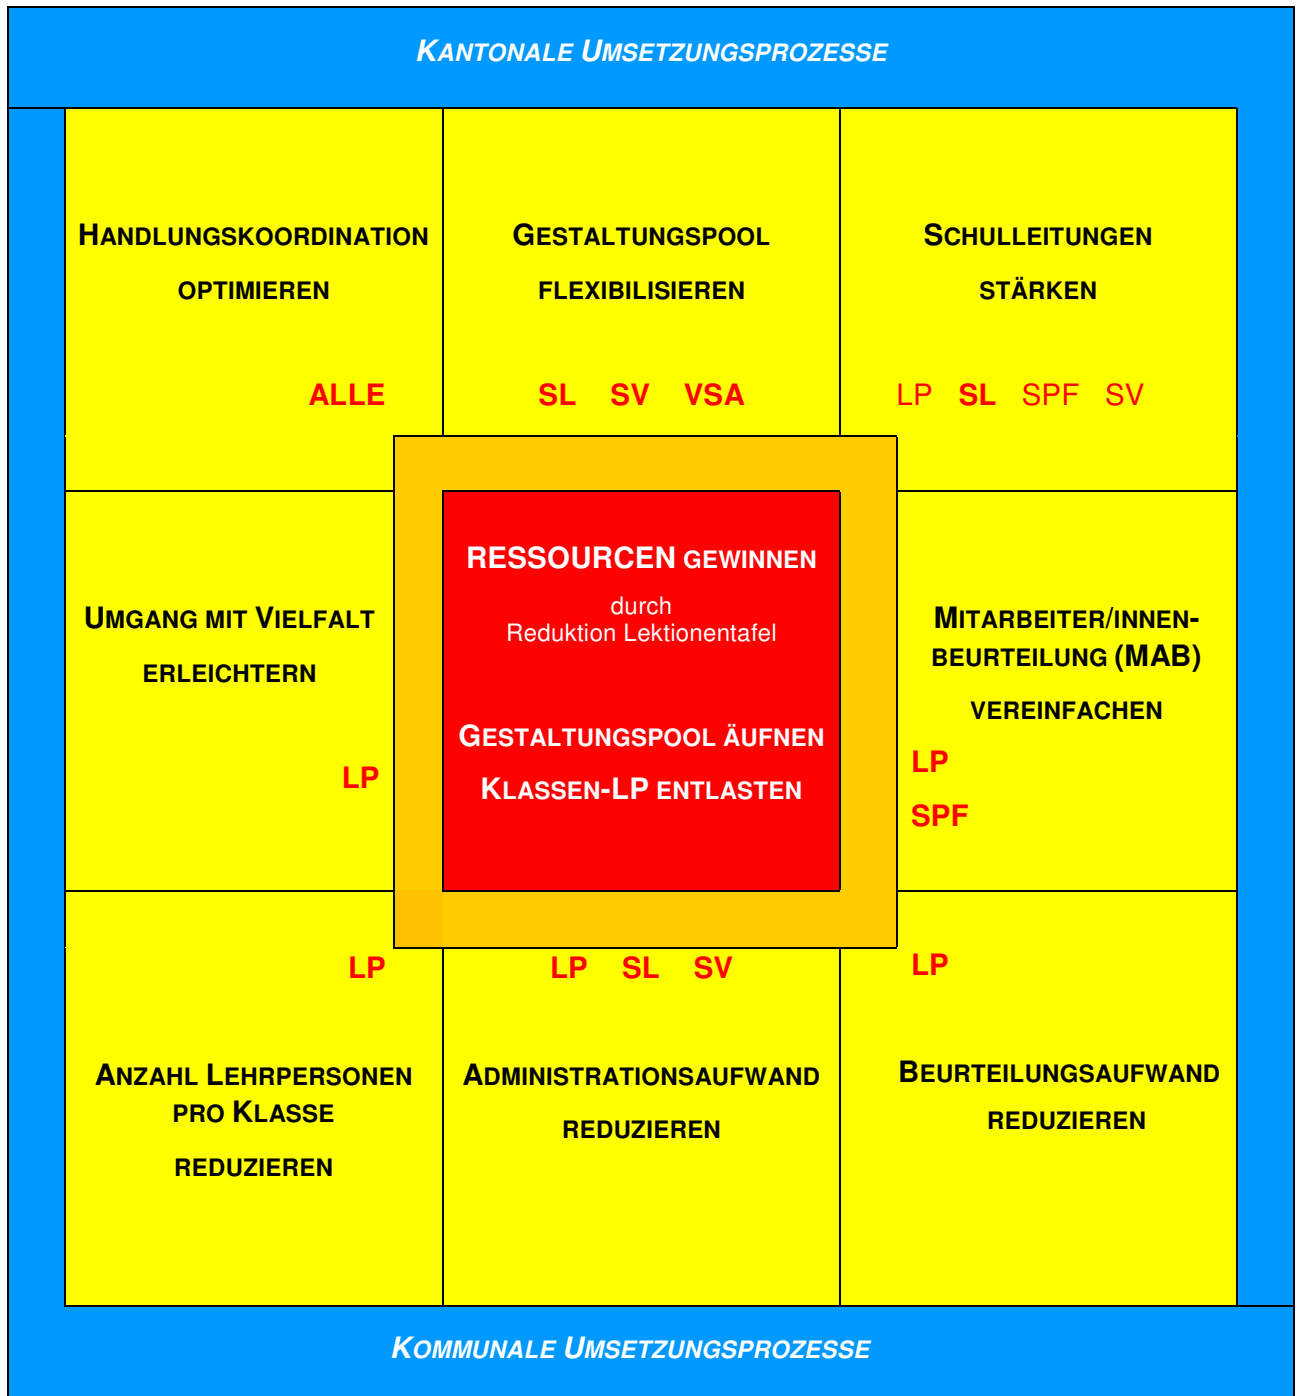 KANTONALE UMSETZUNGSPROZESSE
HANDLUNGSKOORDINATION
OPTIMIEREN
ALLE
GESTALTUNGSPOOL
FLEXIBILISIEREN
SL SV VSA
SCHULLEITUNGEN
STÄRKEN
LP SL SPF SV
UMGANG MIT VIELFALT
ERLEICHTERN
LP
RESSOURCEN GEWINNEN
durch
Reduktion Lektionentafel
GESTALTUNGSPOOL ÄUFNEN
KLASSEN-LP ENTLASTEN
MITARBEITER/INNEN-
BEURTEILUNG (MAB)
VEREINFACHEN
LP
SPF
LP
ANZAHL LEHRPERSONEN
PRO KLASSE
REDUZIEREN
LP SL SV
ADMINISTRATIONSAUFWAND
REDUZIEREN
LP
BEURTEILUNGSAUFWAND
REDUZIEREN
KOMMUNALE UMSETZUNGSPROZESSE